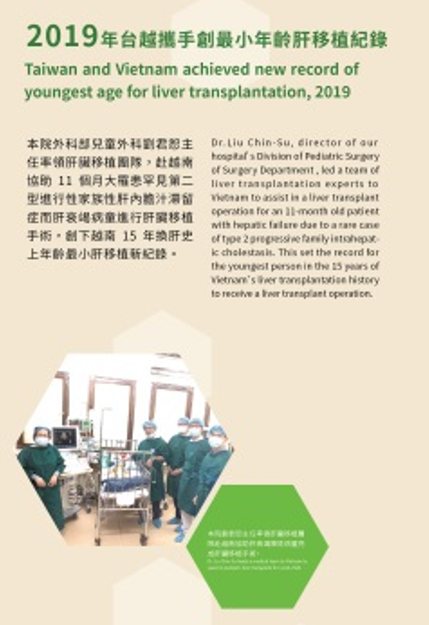 2019年台越攜手創最小年齡肝移植紀錄
Taiwan and Vietnam achieved new record of
youngest age for liver transplantation, 2019
本院外科部兒童外科劉君恕主
任率領肝臟移植團隊，赴越南
協助 11 個月大罹患罕見第二
型進行性家族性肝內膽汁滯留
症而肝衰竭病童進行肝臟移植
手術。創下越南 15 年換肝史
上年齡最小肝移植新紀錄。
Dr.Liu Chin-Su, director of our
hospital's Division of Pediatric Surgery
of Surgery Department , led a team of
liver transplantation experts to
Vietnam to assist in a liver transplant
operation for an 11-month old patient
with hepatic failure due to a rare case
of type 2 progressive family intrahepat-
ic cholestasis. This set the record for
the youngest person in the 15 years of
Vietnam's liver transplantation history
to receive a liver transplant operation.